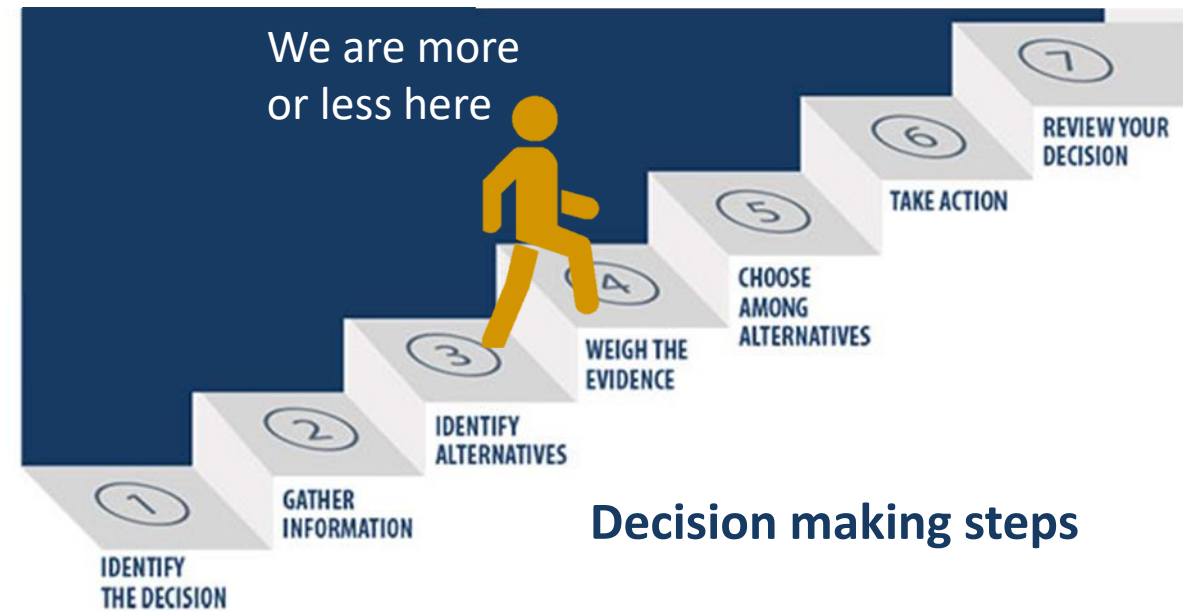 We are more
or less here
1
IDENTIFY
THE DECISION
2
GATHER
INFORMATION
3
IDENTIFY
ALTERNATIVES
4
WEIGH THE
EVIDENCE
5
CHOOSE
AMONG
ALTERNATIVES
6
TAKE ACTION
7
REVIEW YOUR
DECISION
Decision making steps